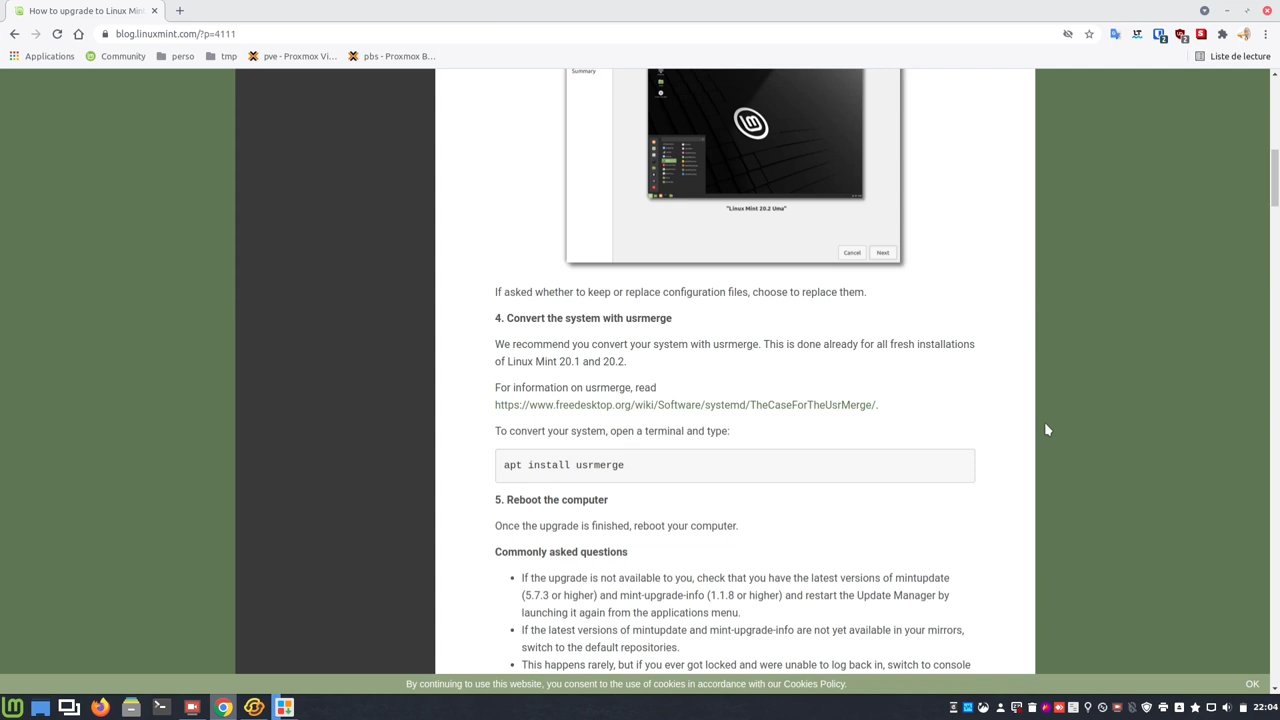 How to upgrade to Linux Min
blog.linuxmint.com/?p=4111
2
2
Applications
Community
perso
tmp
pve - Proxmox Vi...
pbs - Proxmox B...
Liste de lecture
Summary
"Linux Mint 20.2 Uma"
Cancel
Next
If asked whether to keep or replace configuration files, choose to replace them.
4. Convert the system with usrmerge
We recommend you convert your system with usrmerge. This is done already for all fresh installations
of Linux Mint 20.1 and 20.2.
For information on usrmerge, read
https://www.freedesktop.org/wiki/Software/systemd/TheCaseForTheUsrMerge/.
To convert your system, open a terminal and type:
apt install usrmerge
5. Reboot the computer
Once the upgrade is finished, reboot your computer.
Commonly asked questions
• If the upgrade is not available to you, check that you have the latest versions of mintupdate
(5.7.3 or higher) and mint-upgrade-info (1.1.8 or higher) and restart the Update Manager by
launching it again from the applications menu.
• If the latest versions of mintupdate and mint-upgrade-info are not yet available in your mirrors,
switch to the default repositories.
• This happens rarely, but if you ever got locked and were unable to log back in, switch to console
By continuing to use this website, you consent to the use of cookies in accordance with our Cookies Policy.
OK
22:04